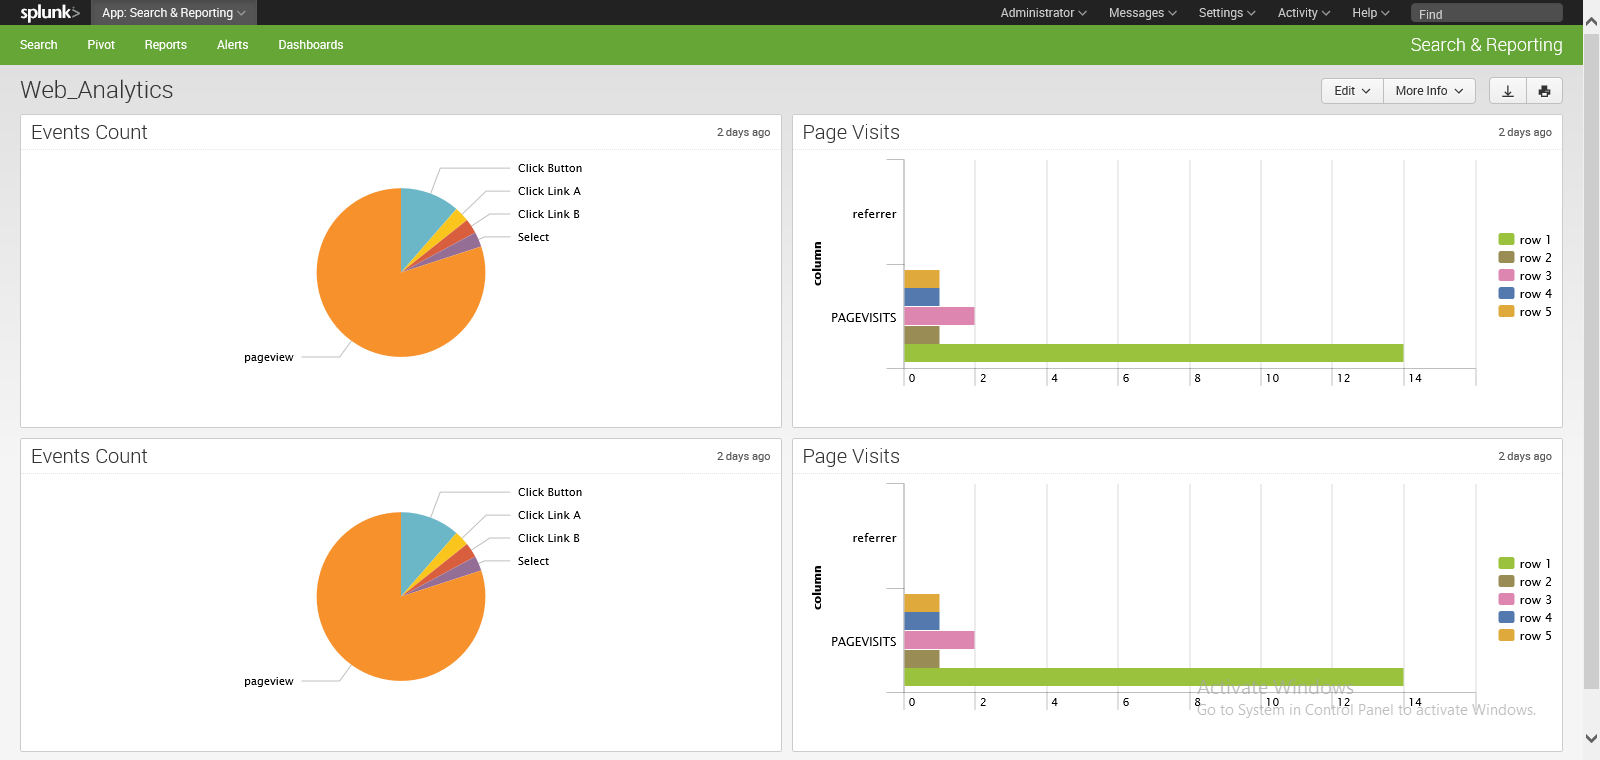 splunk> App: Search & Reporting Administrator Messages Settings Activity Help Find
Search Pivot Reports Alerts Dashboards Search & Reporting
Web_Analytics Edit More Info
Events Count 2 days ago
Click Button
Click Link A
Click Link B
Select
pageview
Page Visits 2 days ago
referrer
column
PAGEVISITS
0 2 4 6 8 10 12 14
row 1
row 2
row 3
row 4
row 5
Events Count 2 days ago
Click Button
Click Link A
Click Link B
Select
pageview
Page Visits 2 days ago
referrer
column
PAGEVISITS
0 2 4 6 8 10 12 14
row 1
row 2
row 3
row 4
row 5
Activate Windows
Go to System in Control Panel to activate Windows.